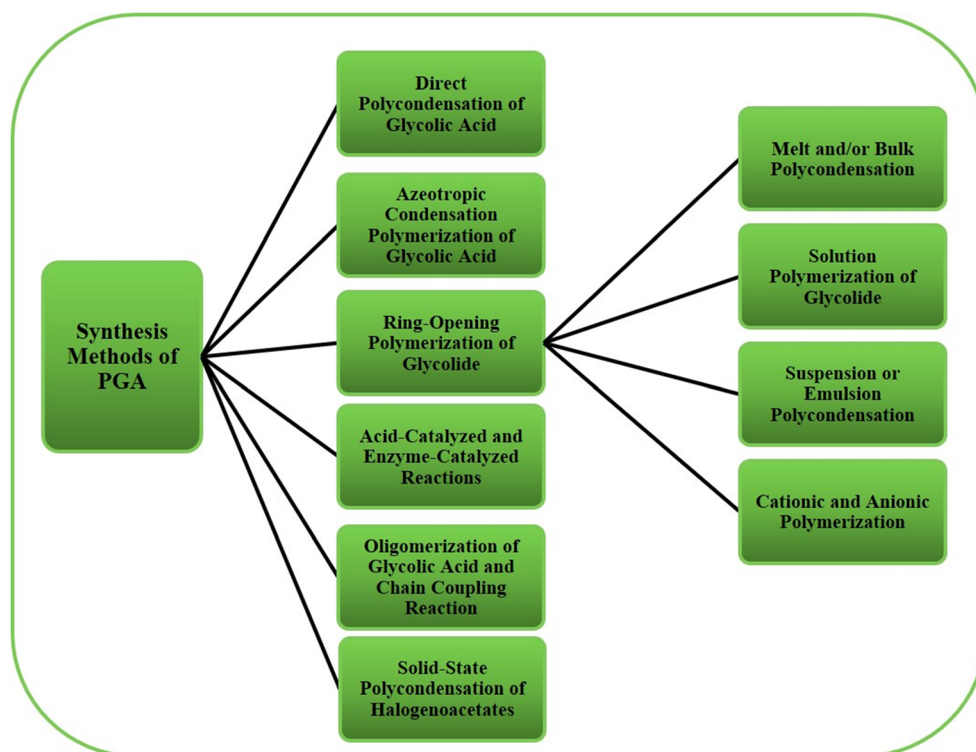 Synthesis
Methods of
PGA
Direct
Polycondensation of
Glycolic Acid
Azeotropic
Condensation
Polymerization of
Glycolic Acid
Ring-Opening
Polymerization of
Glycolide
Acid-Catalyzed and
Enzyme-Catalyzed
Reactions
Oligomerization of
Glycolic Acid and
Chain Coupling
Reaction
Solid-State
Polycondensation of
Halogenoacetates
Melt and/or Bulk
Polycondensation
Solution
Polymerization of
Glycolide
Suspension or
Emulsion
Polycondensation
Cationic and Anionic
Polymerization